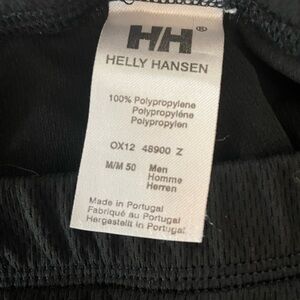 HH®
HELLY HANSEN
100% Polypropylene
Polypropyléne
Polypropylen
OX12 48900 Z
M/M 50 Men
Homme
Herren
Made in Portugal
Fabriqué au Portugal
Hergestellt in Portugal